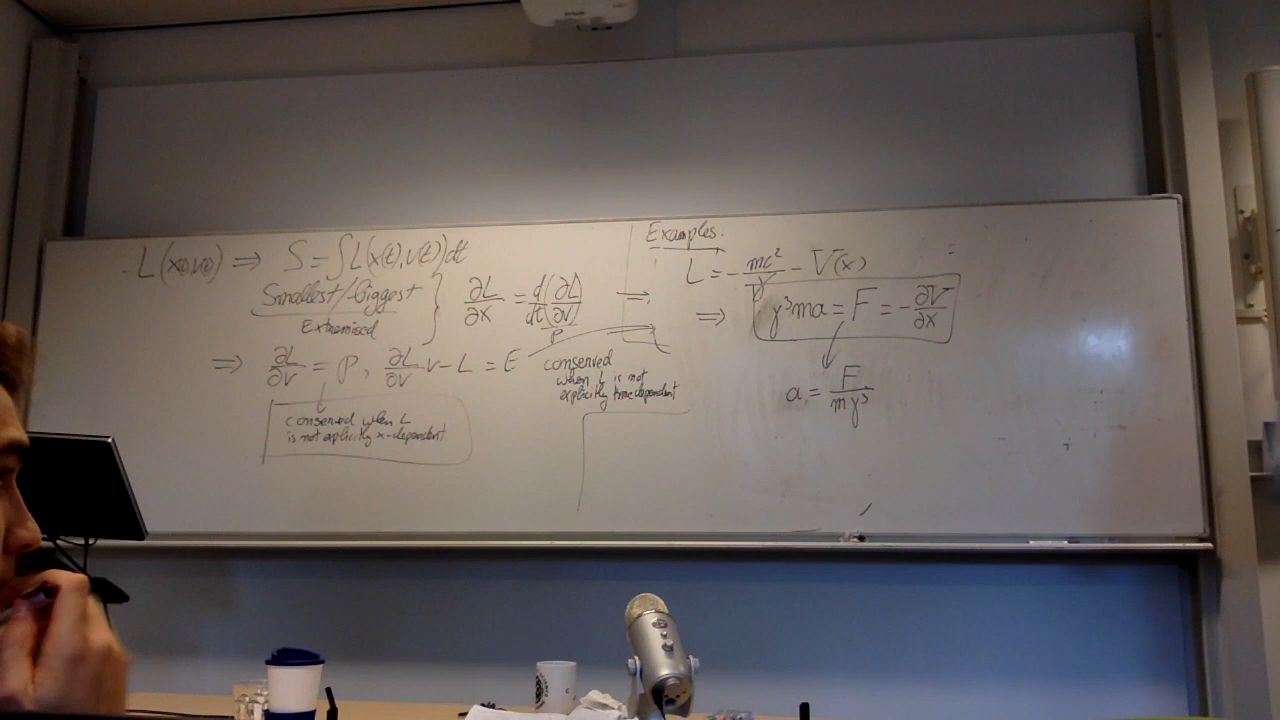 L(x(t),v(t)) ⇒ S = ∫L(x(t),v(t))dt
Smallest/biggest
Extremised
∂L/∂x = d/dt(∂L/∂v)
P
⇒ ∂L/∂v = P, ∂L/∂v v - L = E
conserved
when L is not
explicitly time dependent
conserved when L
is not explicitly x-dependent
Examples:
L = - mc²/γ - V(x)
⇒ γ³ma = F = - ∂V/∂x
a = F/mγ³
EPSON